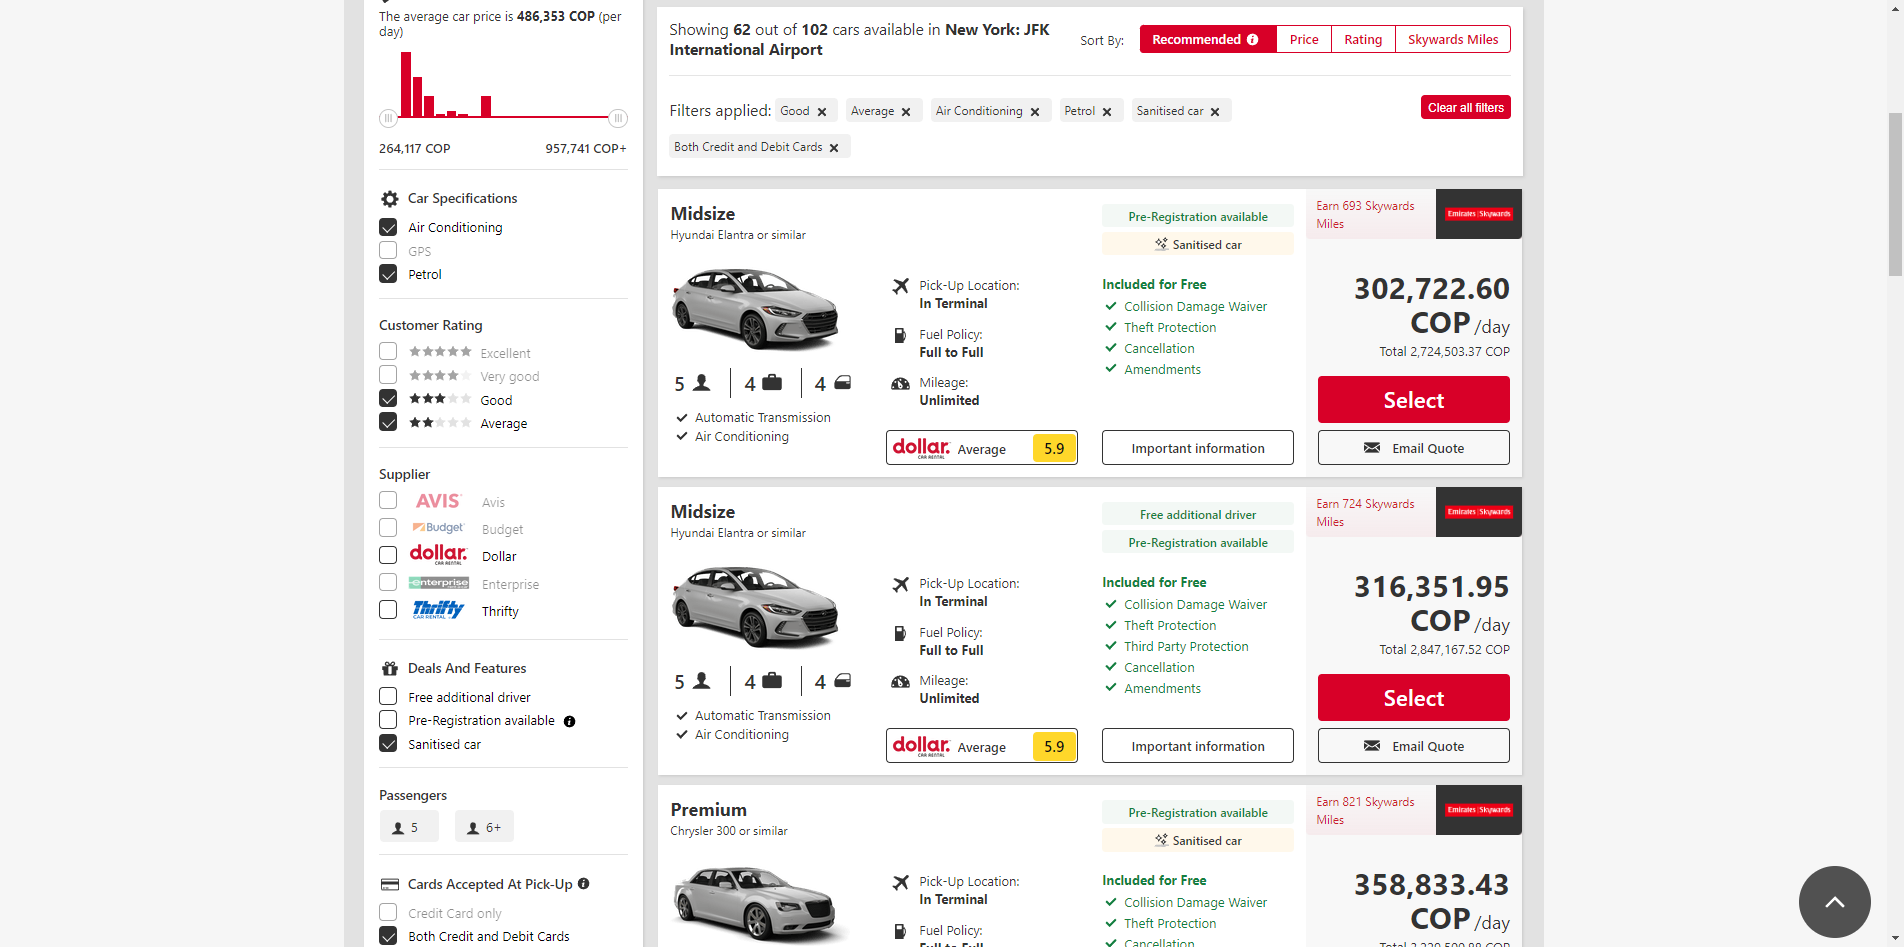 The average car price is 486,353 COP (per
day)
264,117 COP 957,741 COP+
Car Specifications
Air Conditioning
GPS
Petrol
Customer Rating
Excellent
Very good
Good
Average
Supplier
AVIS Avis
Budget Budget
dollar. CAR RENTAL Dollar
enterprise Enterprise
Thrifty CAR RENTAL Thrifty
Deals And Features
Free additional driver
Pre-Registration available
Sanitised car
Passengers
5 6+
Cards Accepted At Pick-Up
Credit Card only
Both Credit and Debit Cards
Showing 62 out of 102 cars available in New York: JFK
International Airport
Sort By: Recommended Price Rating Skywards Miles
Filters applied: Good Average Air Conditioning Petrol Sanitised car
Both Credit and Debit Cards
Clear all filters
Midsize
Hyundai Elantra or similar
5 4 4
Automatic Transmission
Air Conditioning
Pick-Up Location:
In Terminal
Fuel Policy:
Full to Full
Mileage:
Unlimited
dollar. CAR RENTAL Average 5.9
Pre-Registration available
Sanitised car
Included for Free
Collision Damage Waiver
Theft Protection
Cancellation
Amendments
Important information
Earn 693 Skywards
Miles
Emirates Skywards
302,722.60
COP /day
Total 2,724,503.37 COP
Select
Email Quote
Midsize
Hyundai Elantra or similar
5 4 4
Automatic Transmission
Air Conditioning
Pick-Up Location:
In Terminal
Fuel Policy:
Full to Full
Mileage:
Unlimited
dollar. CAR RENTAL Average 5.9
Free additional driver
Pre-Registration available
Included for Free
Collision Damage Waiver
Theft Protection
Third Party Protection
Cancellation
Amendments
Important information
Earn 724 Skywards
Miles
Emirates Skywards
316,351.95
COP /day
Total 2,847,167.52 COP
Select
Email Quote
Premium
Chrysler 300 or similar
Pick-Up Location:
In Terminal
Fuel Policy:
Full to Full
Pre-Registration available
Sanitised car
Included for Free
Collision Damage Waiver
Theft Protection
Cancellation
Earn 821 Skywards
Miles
Emirates Skywards
358,833.43
COP /day